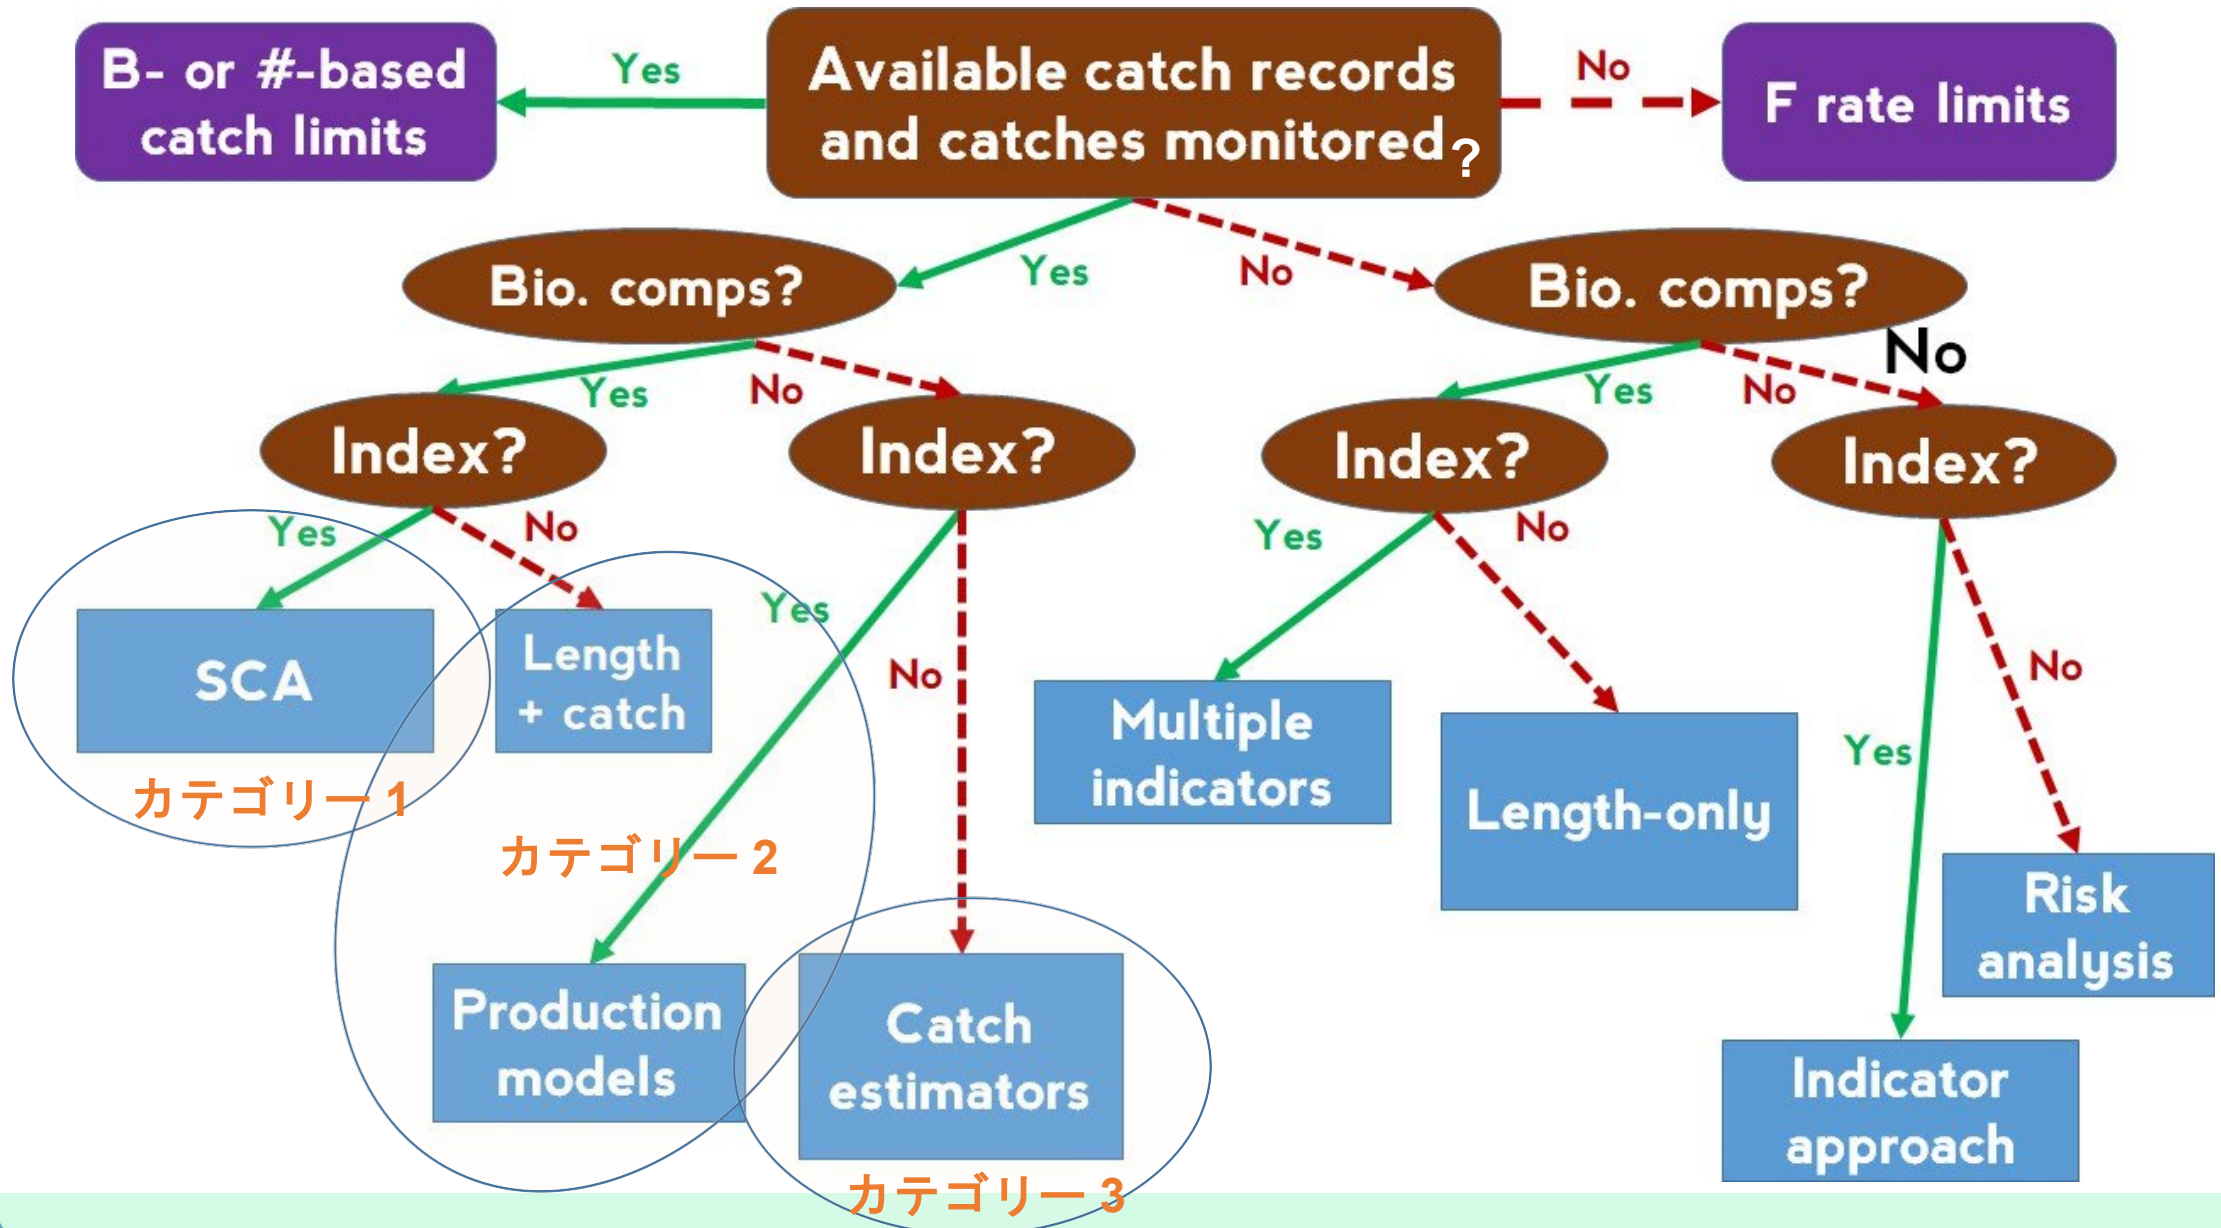 B- or #-based
catch limits
Yes
Available catch records
and catches monitored?
No
F rate limits
Yes
No
Bio. comps?
Bio. comps?
Yes
No
Yes
No
No
Index?
Index?
Index?
Index?
Yes
No
Yes
No
Yes
No
Yes
No
SCA
Length
+ catch
Multiple
indicators
Length-only
カテゴリー 1
カテゴリー 2
Risk
analysis
Production
models
Catch
estimators
Indicator
approach
カテゴリー 3